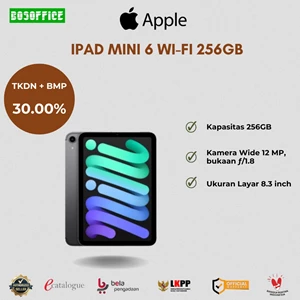 BOSOFFICE
Apple
IPAD MINI 6 WI-FI 256GB
TKDN + BMP
30.00%
Kapasitas 256GB
Kamera Wide 12 MP,
bukaan ƒ/1.8
Ukuran Layar 8.3 inch
e catalogue
bela
pengadaan
LKPP
OFFICIAL